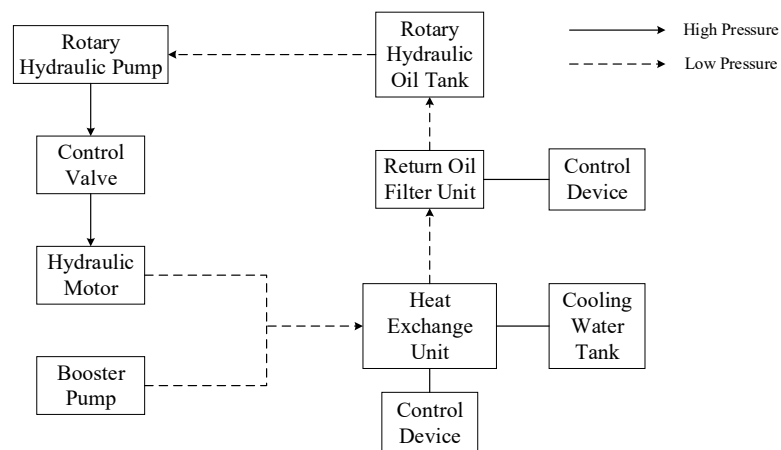 Rotary
Hydraulic Pump
Rotary
Hydraulic
Oil Tank
High Pressure
Low Pressure
Control
Valve
Return Oil
Filter Unit
Control
Device
Hydraulic
Motor
Heat
Exchange
Unit
Cooling
Water
Tank
Booster
Pump
Control
Device